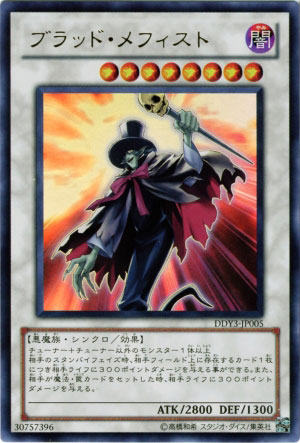 ブラッド・メフィスト
闇
DDY3-JP005
【悪魔族・シンクロ/効果】
チューナー+チューナー以外のモンスター1体以上
相手のスタンバイフェイズ時、相手フィールド上に存在するカード1枚
につき相手ライフに300ポイントダメージを与える事ができる。また、
相手が魔法・罠カードをセットした時、相手ライフに300ポイント
ダメージを与える。
ATK/2800 DEF/1300
30757396 ©高橋和希 スタジオ・ダイス/集英社